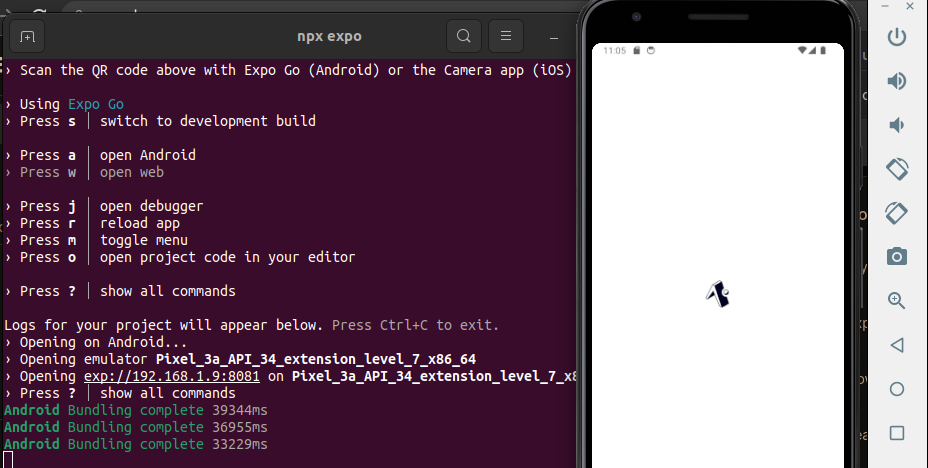 npx expo
› Scan the QR code above with Expo Go (Android) or the Camera app (iOS)
› Using Expo Go
› Press s │ switch to development build
› Press a │ open Android
› Press w │ open web
› Press j │ open debugger
› Press r │ reload app
› Press m │ toggle menu
› Press o │ open project code in your editor
› Press ? │ show all commands
Logs for your project will appear below. Press Ctrl+C to exit.
› Opening on Android...
› Opening emulator Pixel_3a_API_34_extension_level_7_x86_64
› Opening exp://192.168.1.9:8081 on Pixel_3a_API_34_extension_level_7_x8
› Press ? │ show all commands
Android Bundling complete 39344ms
Android Bundling complete 36955ms
Android Bundling complete 33229ms
11:05